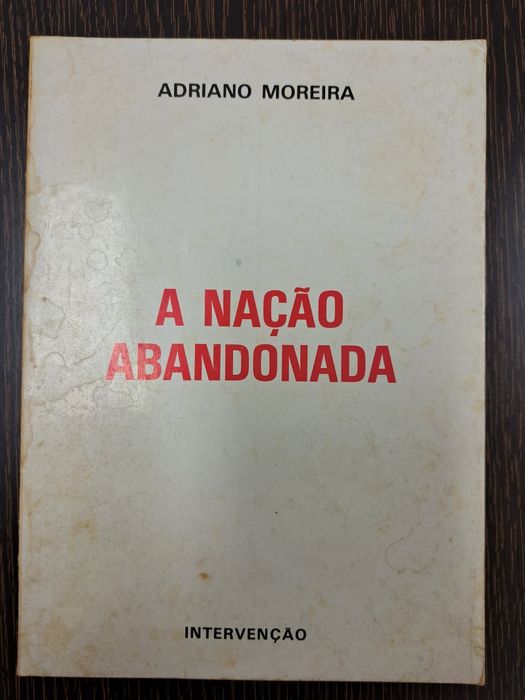 ADRIANO MOREIRA
A NAÇÃO
ABANDONADA
INTERVENÇÃO